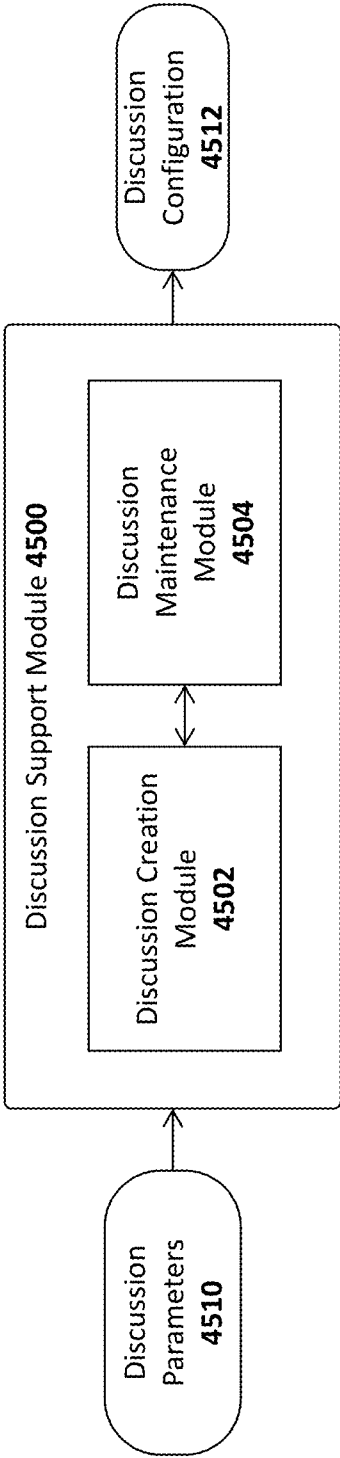 Discussion
Parameters
4510
Discussion Support Module 4500
Discussion Creation
Module
4502
Discussion
Maintenance
Module
4504
Discussion
Configuration
4512